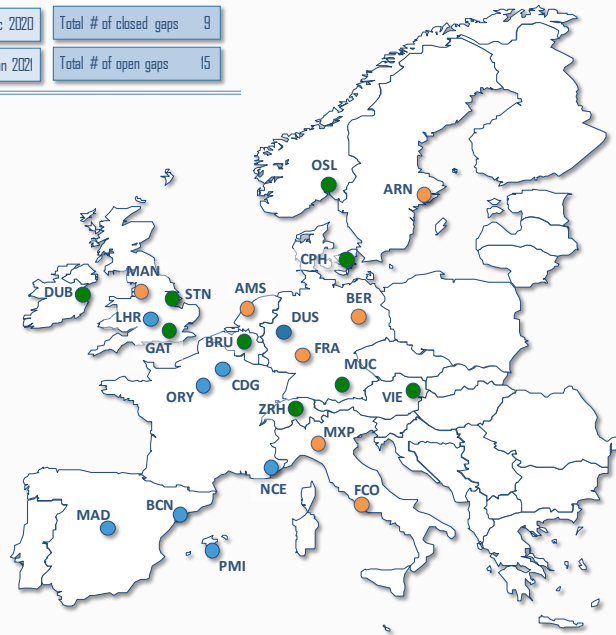 c 2020
Total # of closed gaps 9
n 2021
Total # of open gaps 15
OSL
ARN
CPH
MAN
DUB
STN
AMS
BER
LHR
DUS
GAT
BRU
FRA
MUC
CDG
ORY
VIE
ZRH
MXP
NCE
FCO
BCN
MAD
PMI